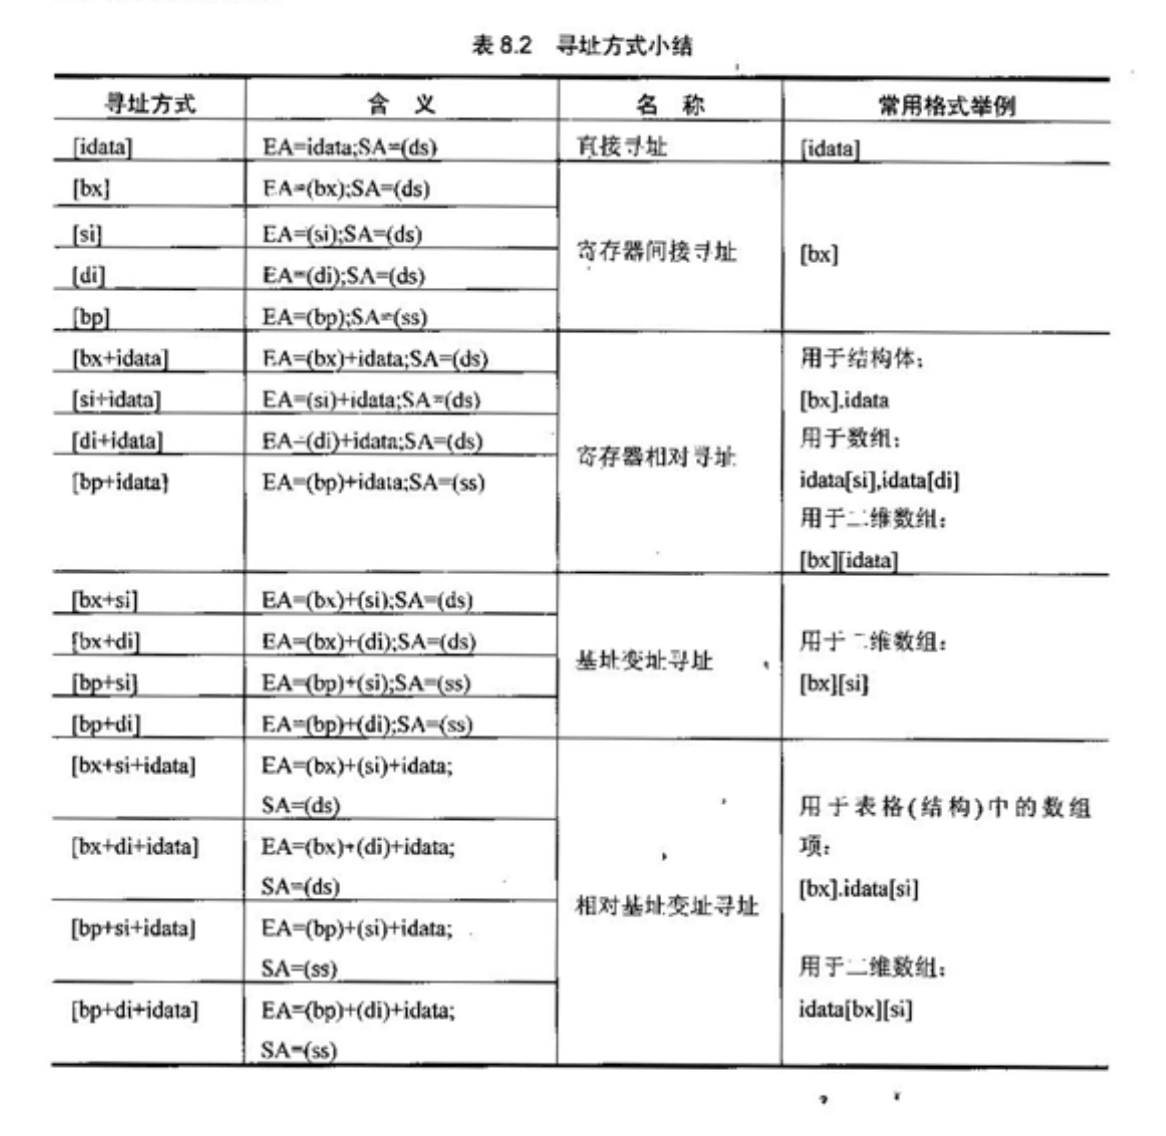 表 8.2 寻址方式小结
寻址方式 含 义 名 称 常用格式举例
[idata] EA=idata;SA=(ds) 直接寻址 [idata]
[bx] EA=(bx);SA=(ds)
[si] EA=(si);SA=(ds)
寄存器间接寻址 [bx]
[di] EA=(di);SA=(ds)
[bp] EA=(bp);SA=(ss)
[bx+idata] EA=(bx)+idata;SA=(ds) 用于结构体:
[si+idata] EA=(si)+idata;SA=(ds) [bx].idata
[di+idata] EA=(di)+idata;SA=(ds) 用于数组:
寄存器相对寻址
[bp+idata] EA=(bp)+idata;SA=(ss) idata[si],idata[di]
用于二维数组:
[bx][idata]
[bx+si] EA=(bx)+(si);SA=(ds)
[bx+di] EA=(bx)+(di);SA=(ds) 用于二维数组:
基址变址寻址
[bp+si] EA=(bp)+(si);SA=(ss) [bx][si]
[bp+di] EA=(bp)+(di);SA=(ss)
[bx+si+idata] EA=(bx)+(si)+idata;
SA=(ds) 用于表格(结构)中的数组
[bx+di+idata] EA=(bx)+(di)+idata; 项:
SA=(ds) [bx].idata[si]
相对基址变址寻址
[bp+si+idata] EA=(bp)+(si)+idata;
SA=(ss) 用于二维数组:
[bp+di+idata] EA=(bp)+(di)+idata; idata[bx][si]
SA=(ss)